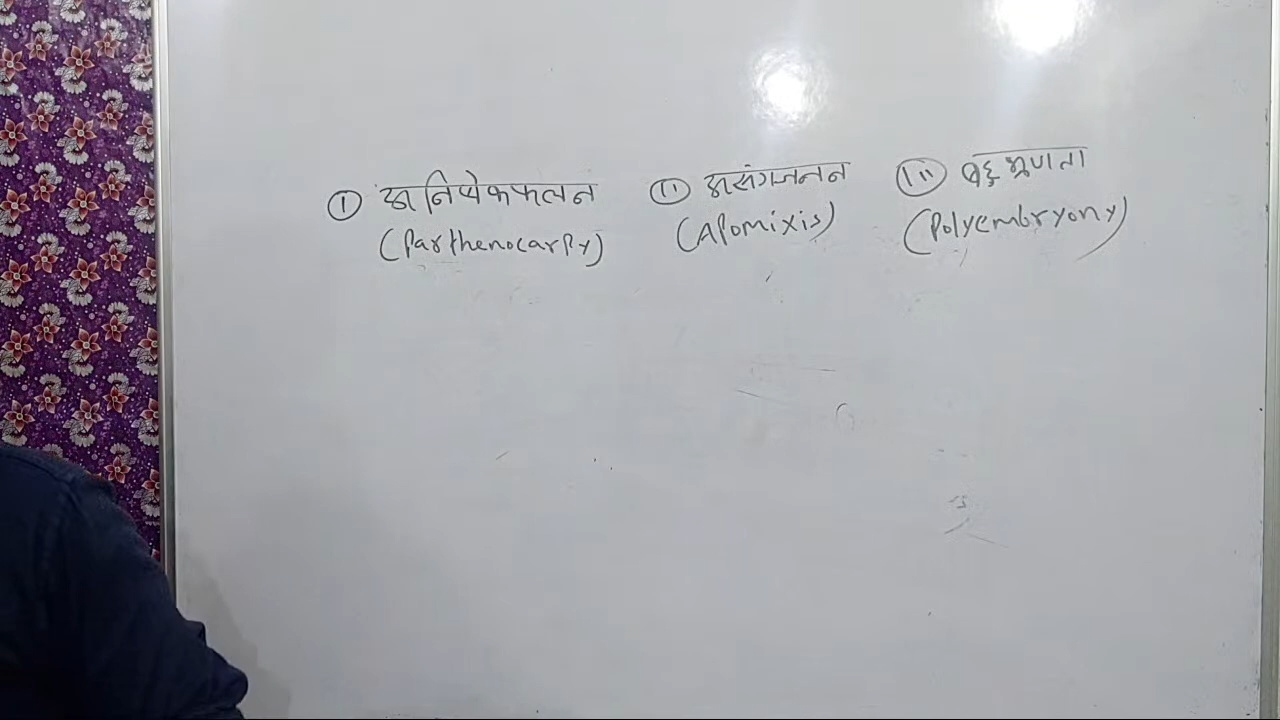 ① अनिषेकफलन
(Parthenocarpy)
(ii) असंगजनन
(Apomixis)
(iii) बहुभ्रूणता
(Polyembryony)